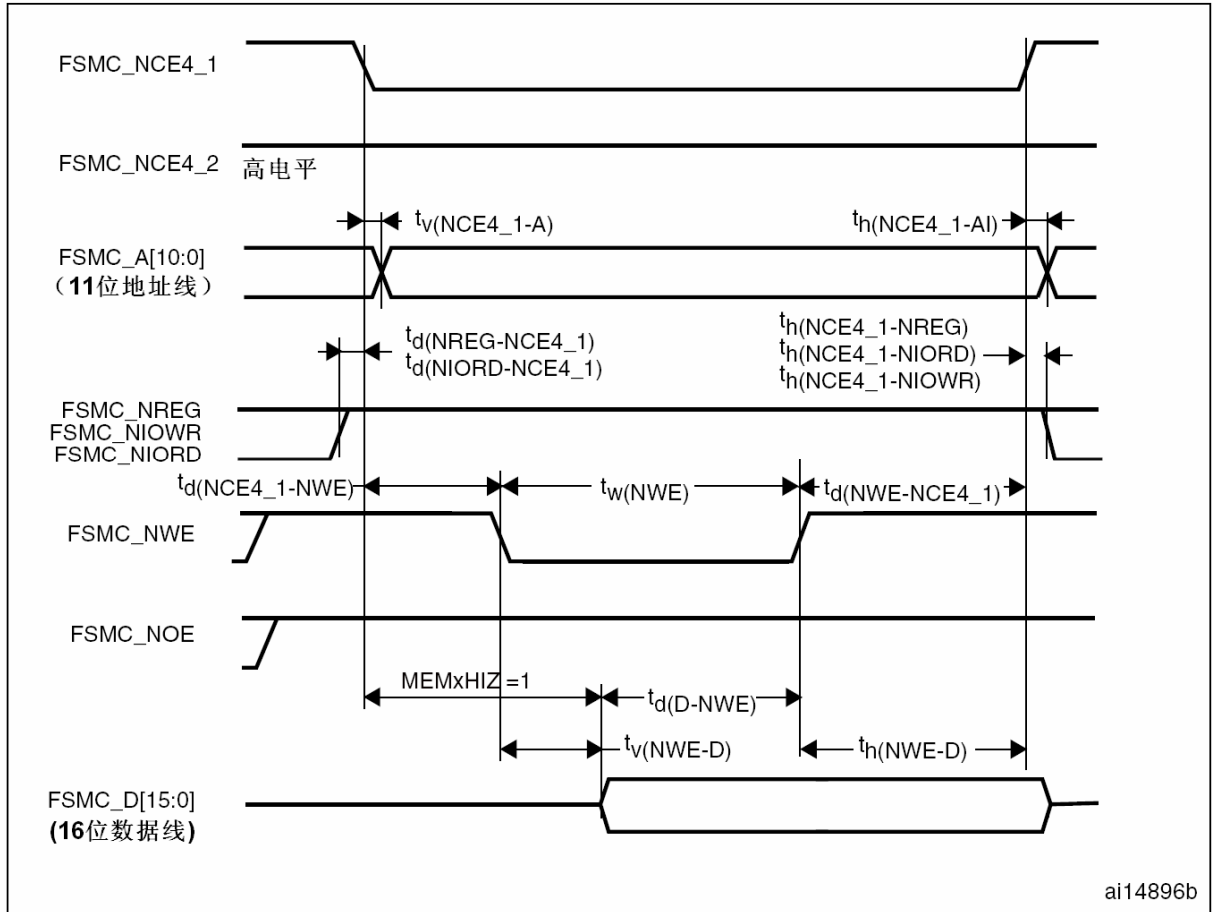 FSMC_NCE4_1
FSMC_NCE4_2 高电平
tv(NCE4_1-A)
th(NCE4_1-AI)
FSMC_A[10:0]
（11位地址线）
td(NREG-NCE4_1)
td(NIORD-NCE4_1)
th(NCE4_1-NREG)
th(NCE4_1-NIORD)
th(NCE4_1-NIOWR)
FSMC_NREG
FSMC_NIOWR
FSMC_NIORD
td(NCE4_1-NWE)
tw(NWE)
td(NWE-NCE4_1)
FSMC_NWE
FSMC_NOE
MEMxHIZ =1
td(D-NWE)
tv(NWE-D)
th(NWE-D)
FSMC_D[15:0]
(16位数据线)
ai14896b